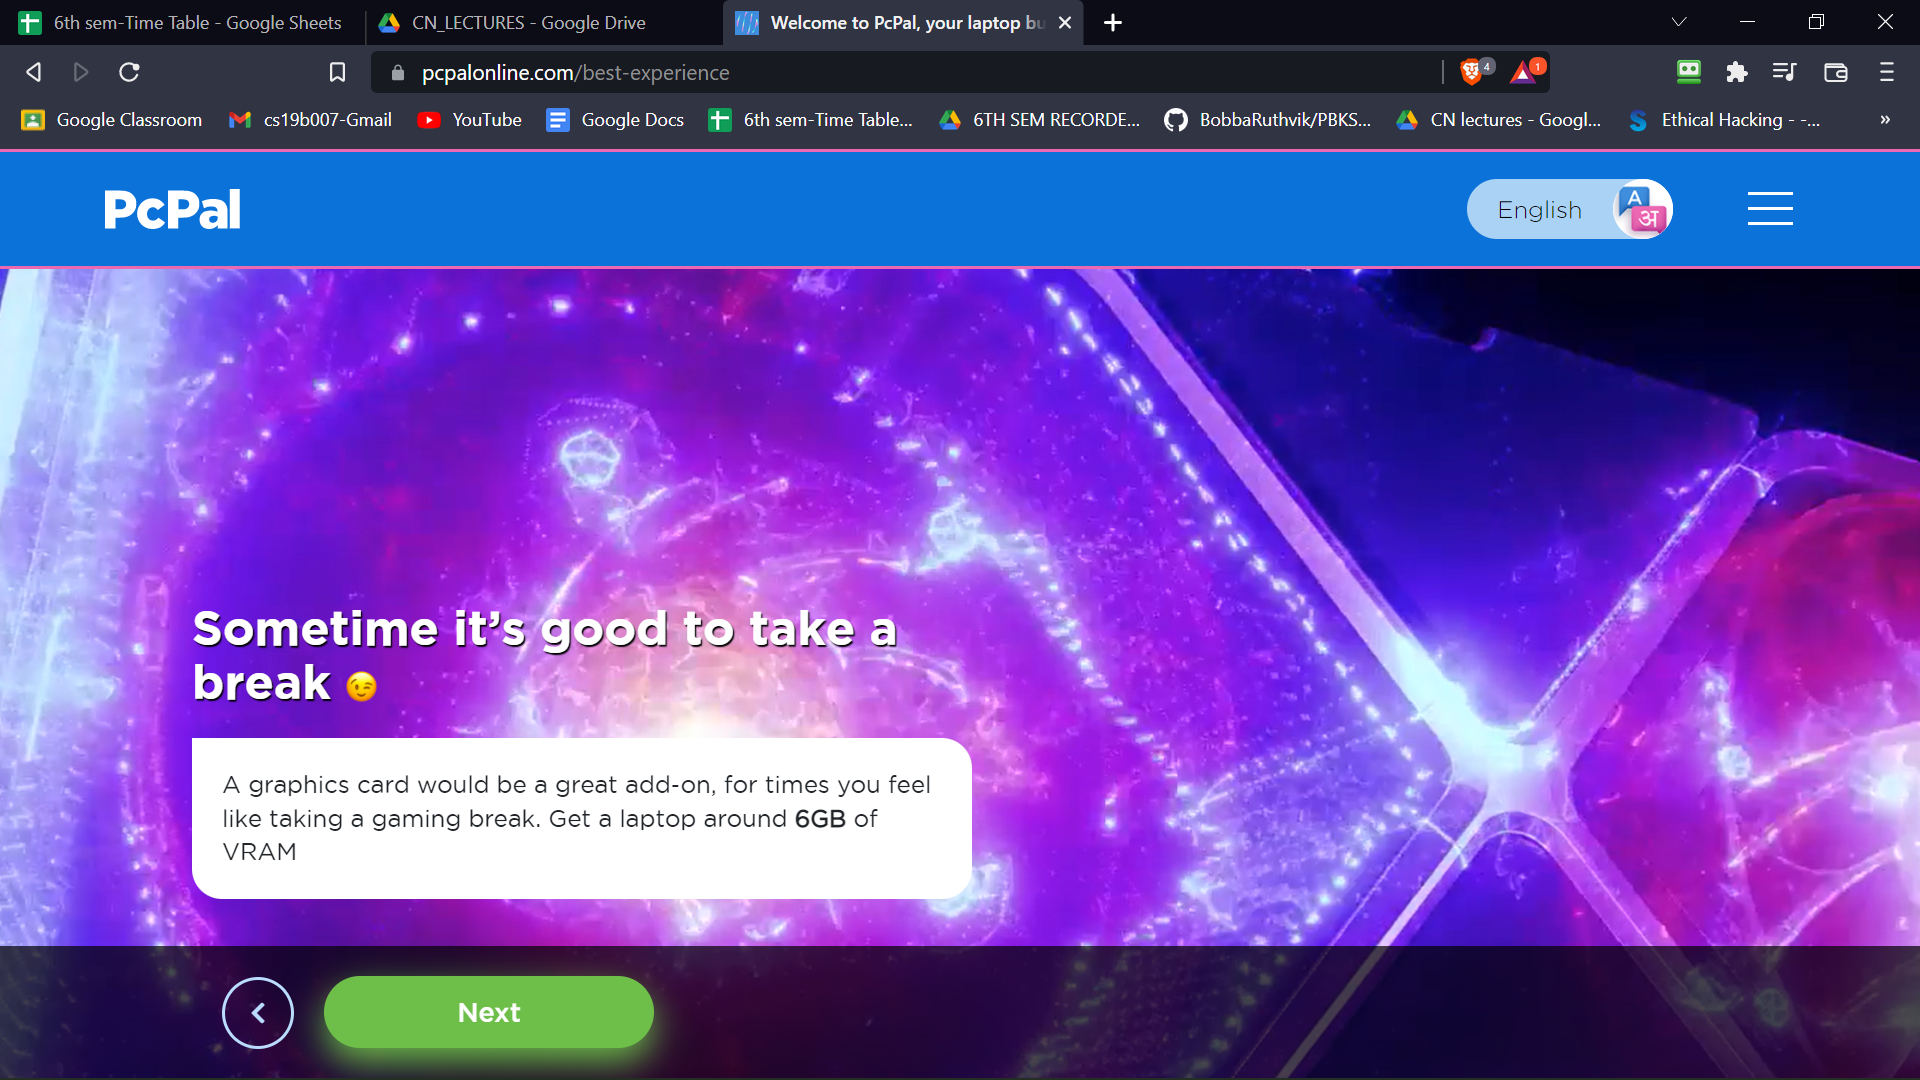 6th sem-Time Table - Google Sheets
CN_LECTURES - Google Drive
Welcome to PcPal, your laptop bu
pcpalonline.com/best-experience
4
1
Google Classroom
cs19b007-Gmail
YouTube
Google Docs
6th sem-Time Table...
6TH SEM RECORDE...
BobbaRuthvik/PBKS...
CN lectures - Googl...
Ethical Hacking - -...
»
PcPal
English
A
अ
Sometime it’s good to take a
break 😉
A graphics card would be a great add-on, for times you feel
like taking a gaming break. Get a laptop around 6GB of
VRAM
Next